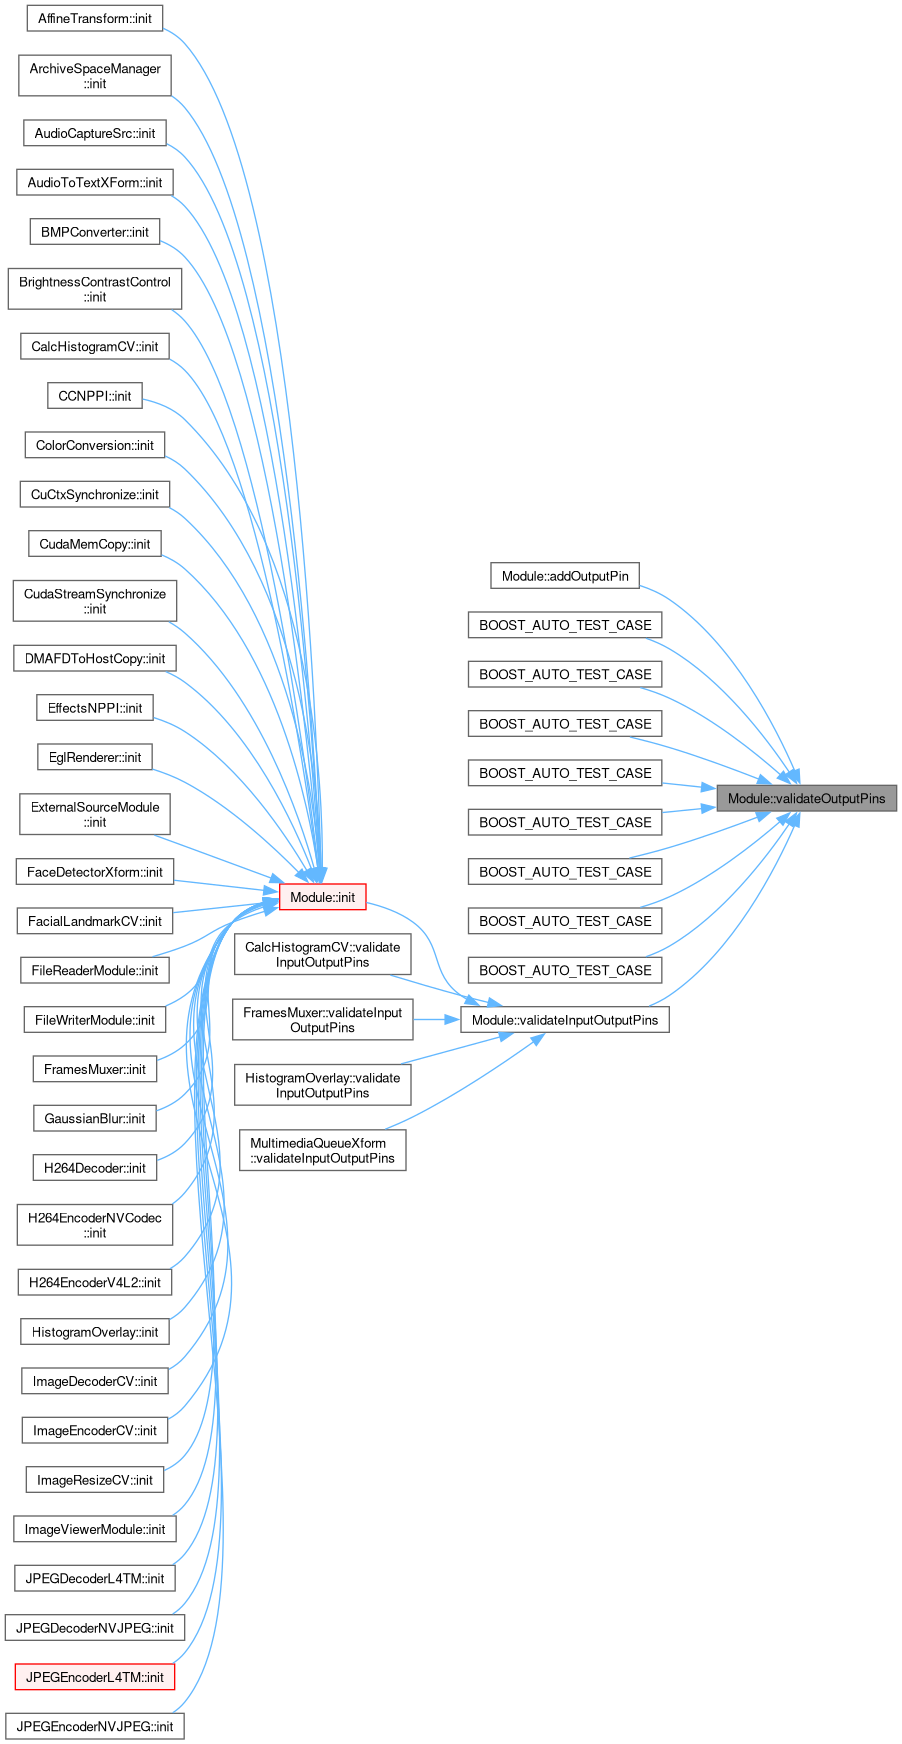 AffineTransform::init
ArchiveSpaceManager
::init
AudioCaptureSrc::init
AudioToTextXForm::init
BMPConverter::init
BrightnessContrastControl
::init
CalcHistogramCV::init
CCNPPI::init
ColorConversion::init
CuCtxSynchronize::init
CudaMemCopy::init
CudaStreamSynchronize
::init
DMAFDToHostCopy::init
EffectsNPPI::init
EglRenderer::init
ExternalSourceModule
::init
FaceDetectorXform::init
FacialLandmarkCV::init
FileReaderModule::init
FileWriterModule::init
FramesMuxer::init
GaussianBlur::init
H264Decoder::init
H264EncoderNVCodec
::init
H264EncoderV4L2::init
HistogramOverlay::init
ImageDecoderCV::init
ImageEncoderCV::init
ImageResizeCV::init
ImageViewerModule::init
JPEGDecoderL4TM::init
JPEGDecoderNVJPEG::init
JPEGEncoderL4TM::init
JPEGEncoderNVJPEG::init
Module::init
CalcHistogramCV::validate
InputOutputPins
FramesMuxer::validateInput
OutputPins
HistogramOverlay::validate
InputOutputPins
MultimediaQueueXform
::validateInputOutputPins
Module::addOutputPin
BOOST_AUTO_TEST_CASE
BOOST_AUTO_TEST_CASE
BOOST_AUTO_TEST_CASE
BOOST_AUTO_TEST_CASE
BOOST_AUTO_TEST_CASE
BOOST_AUTO_TEST_CASE
BOOST_AUTO_TEST_CASE
BOOST_AUTO_TEST_CASE
Module::validateInputOutputPins
Module::validateOutputPins